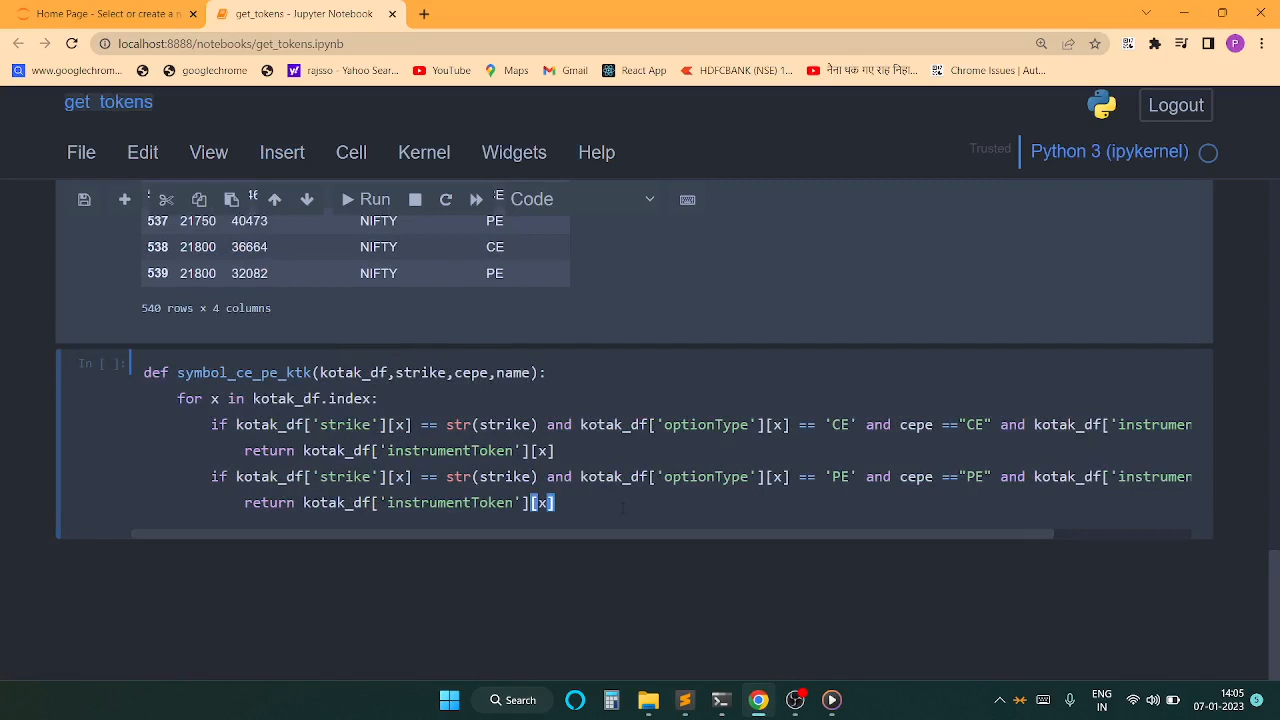 Home Page - Select or create a n
get_tokens - Jupyter Notebook
localhost:8888/notebooks/get_tokens.ipynb
www.googlechrom...
googlechrome
rajsso - Yahoo Sear...
YouTube
Maps
Gmail
React App
HDFCBANK (NSE) 1...
Chrome Issues | Aut...
get_tokens
Logout
File Edit View Insert Cell Kernel Widgets Help
Trusted
Python 3 (ipykernel)
Run
Code
537 21750 40473 NIFTY PE
538 21800 36664 NIFTY CE
539 21800 32082 NIFTY PE
540 rows x 4 columns
In [ ]:
def symbol_ce_pe_ktk(kotak_df,strike,cepe,name):
for x in kotak_df.index:
if kotak_df['strike'][x] == str(strike) and kotak_df['optionType'][x] == 'CE' and cepe =="CE" and kotak_df['instrumen
return kotak_df['instrumentToken'][x]
if kotak_df['strike'][x] == str(strike) and kotak_df['optionType'][x] == 'PE' and cepe =="PE" and kotak_df['instrumen
return kotak_df['instrumentToken'][x]
Search
ENG
IN
14:05
07-01-2023
5